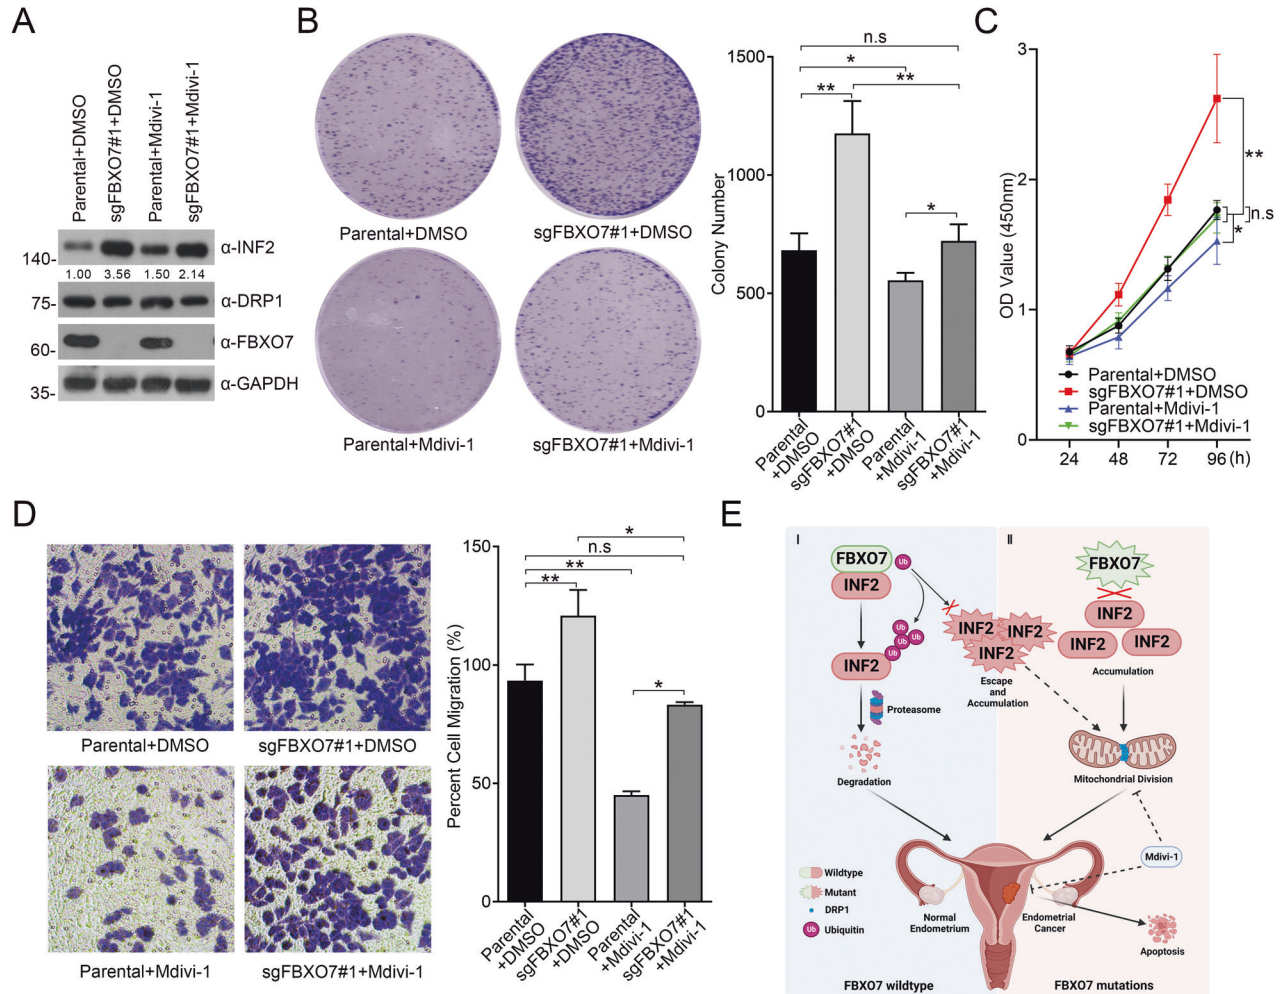 A
Parental+DMSO
sgFBXO7#1+DMSO
Parental+Mdivi-1
sgFBXO7#1+Mdivi-1
140-
α-INF2
1.00 3.56 1.50 2.14
75-
α-DRP1
60-
α-FBXO7
35-
α-GAPDH
B
Parental+DMSO
sgFBXO7#1+DMSO
Parental+Mdivi-1
sgFBXO7#1+Mdivi-1
Colony Number
1500
1000
500
0
n.s
*
**
**
*
Parental
+DMSO
sgFBXO7#1
+DMSO
Parental
+Mdivi-1
sgFBXO7#1
+Mdivi-1
C
OD Value (450nm)
3
2
1
0
**
n.s
*
Parental+DMSO
sgFBXO7#1+DMSO
Parental+Mdivi-1
sgFBXO7#1+Mdivi-1
24 48 72 96 (h)
D
Parental+DMSO
sgFBXO7#1+DMSO
Parental+Mdivi-1
sgFBXO7#1+Mdivi-1
Percent Cell Migration (%)
150
100
50
0
*
n.s
**
**
*
Parental
+DMSO
sgFBXO7#1
+DMSO
Parental
+Mdivi-1
sgFBXO7#1
+Mdivi-1
E
I
FBXO7
INF2
Ub
Ub
Ub
Ub
Ub
INF2
Proteasome
Degradation
INF2
INF2
INF2
Escape
and
Accumulation
II
FBXO7
INF2
INF2
INF2
Accumulation
Mitochondrial Division
Mdivi-1
Wildtype
Mutant
DRP1
Ub
Ubiquitin
Normal
Endometrium
Endometrial
Cancer
Apoptosis
FBXO7 wildtype
FBXO7 mutations